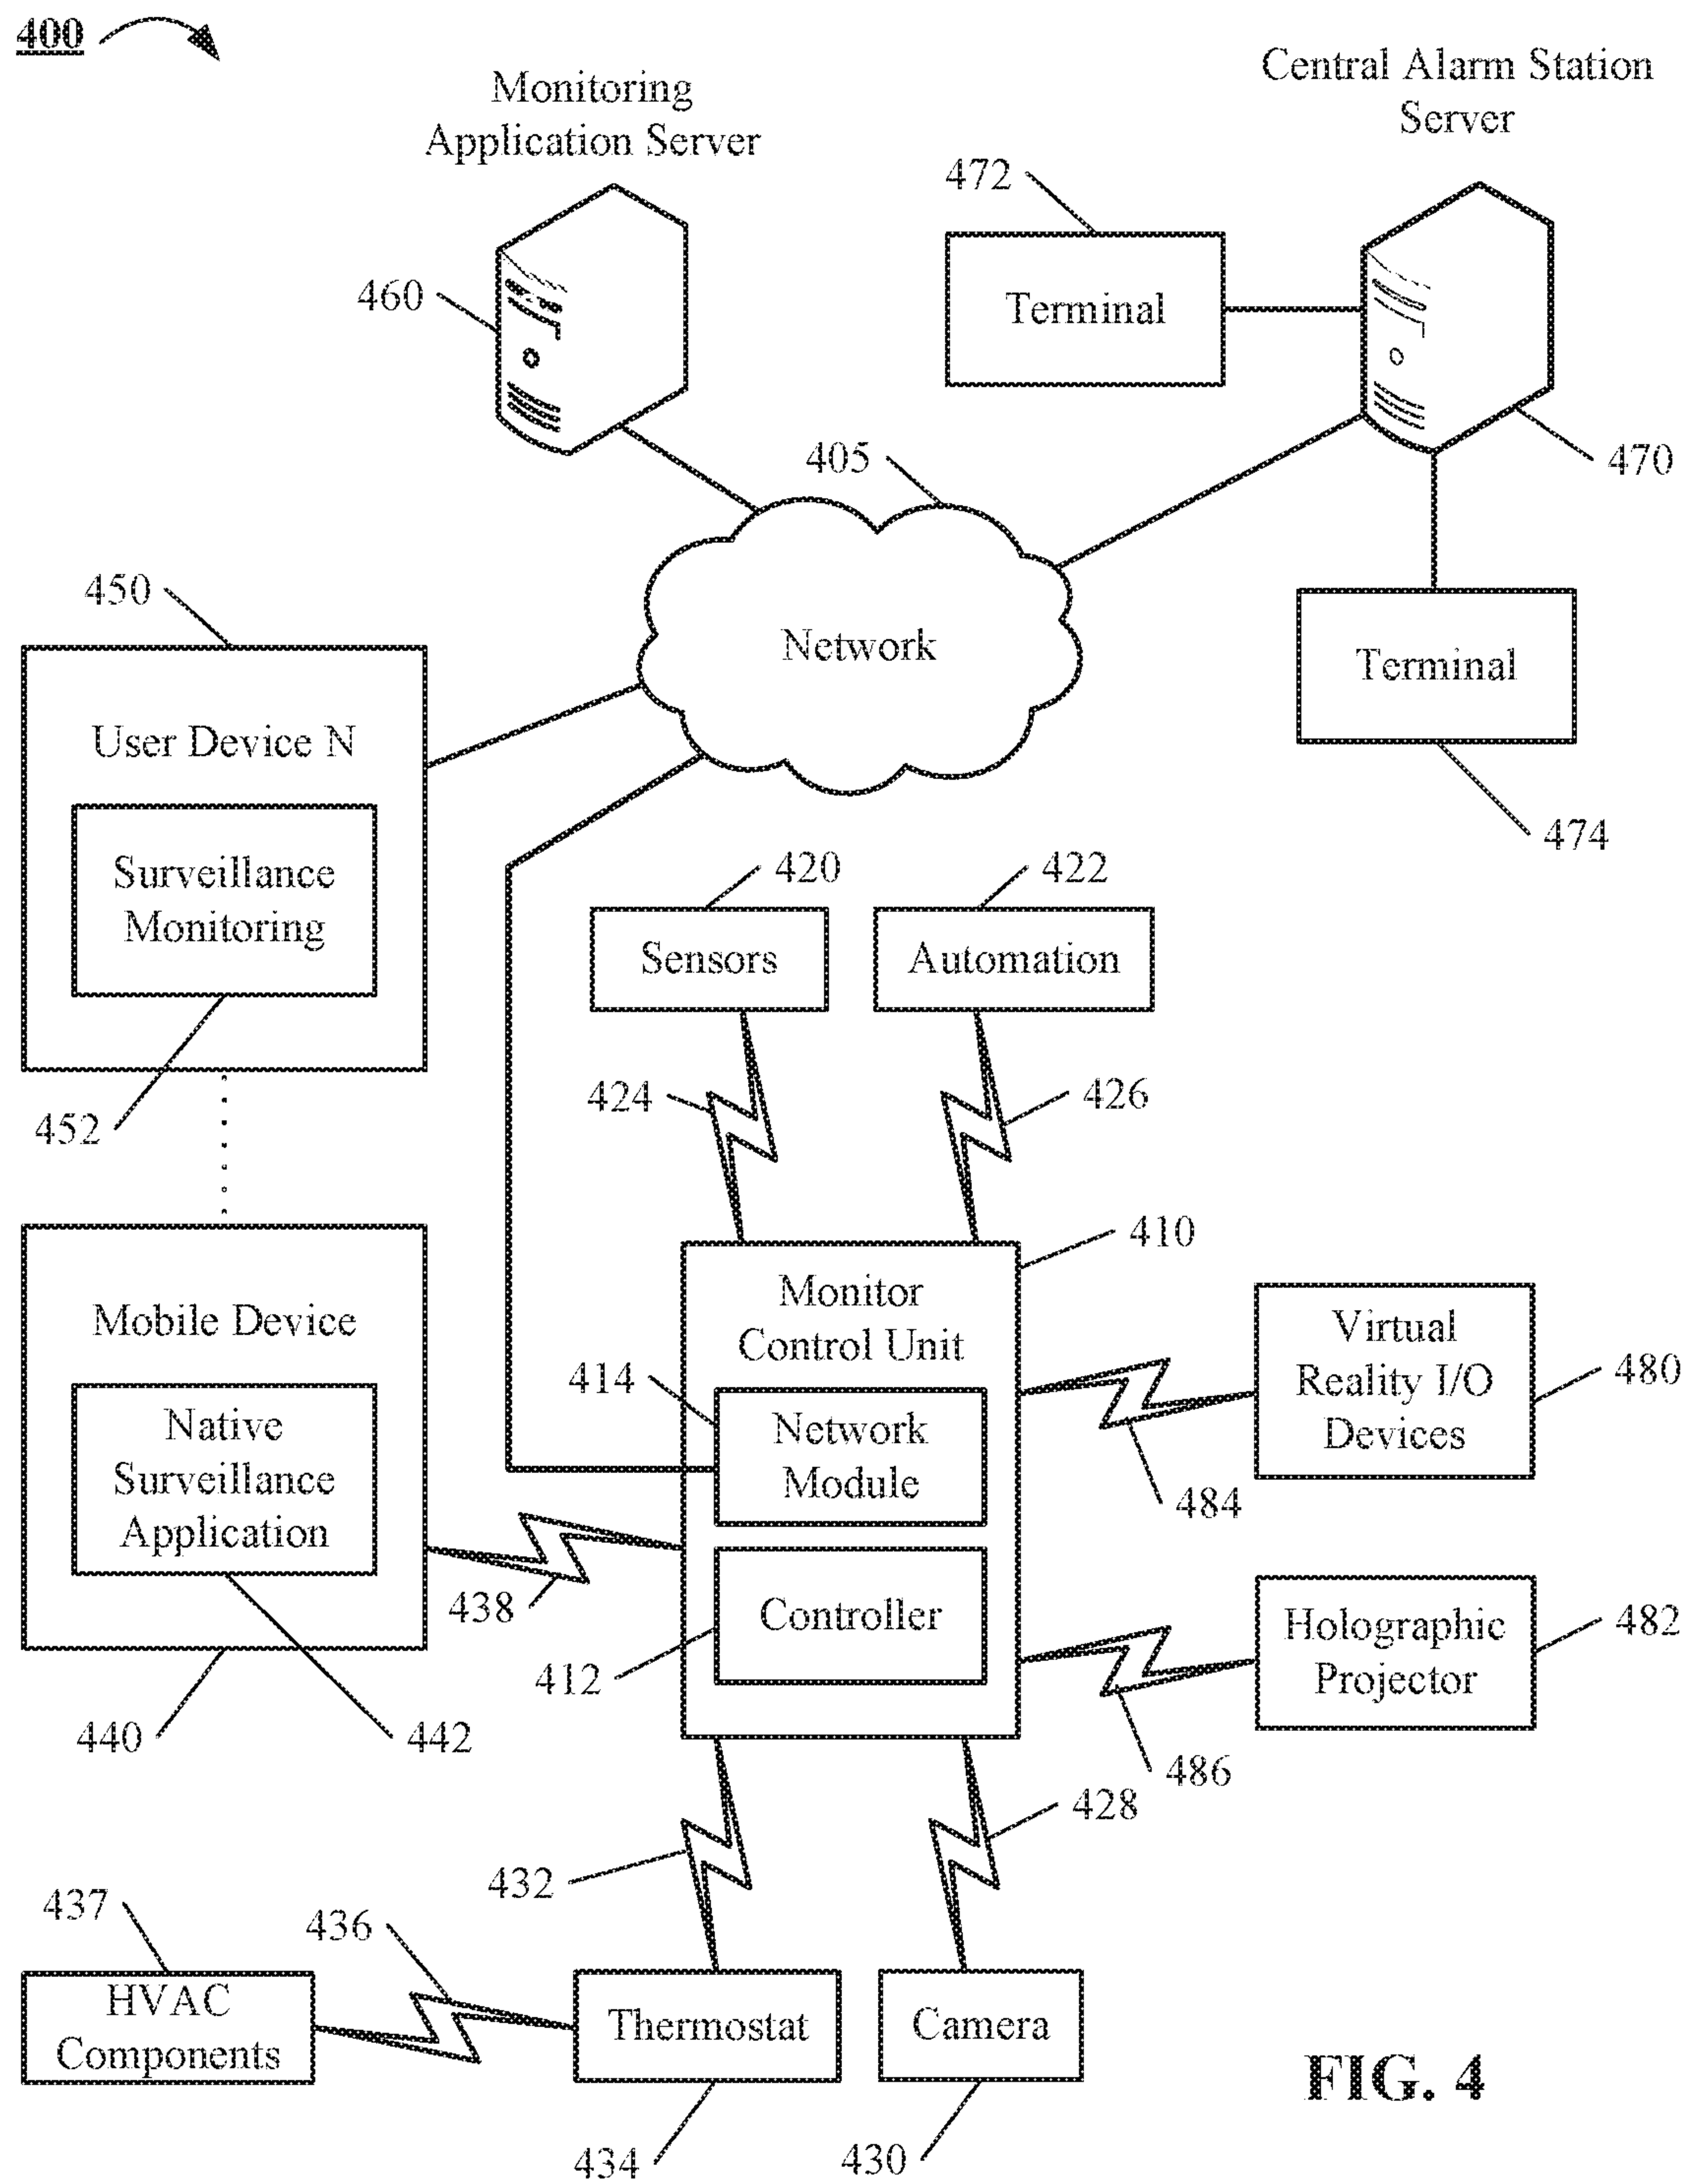 400
Monitoring
Application Server
Central Alarm Station
Server
472
Terminal
460
470
405
Network
450
Terminal
474
User Device N
Surveillance
Monitoring
452
420
422
Sensors
Automation
424
426
410
Mobile Device
Native
Surveillance
Application
440
442
Monitor
Control Unit
414
Network
Module
Controller
412
438
Virtual
Reality I/O
Devices
480
484
Holographic
Projector
482
486
428
432
437
436
HVAC
Components
Thermostat
Camera
434
430
FIG. 4